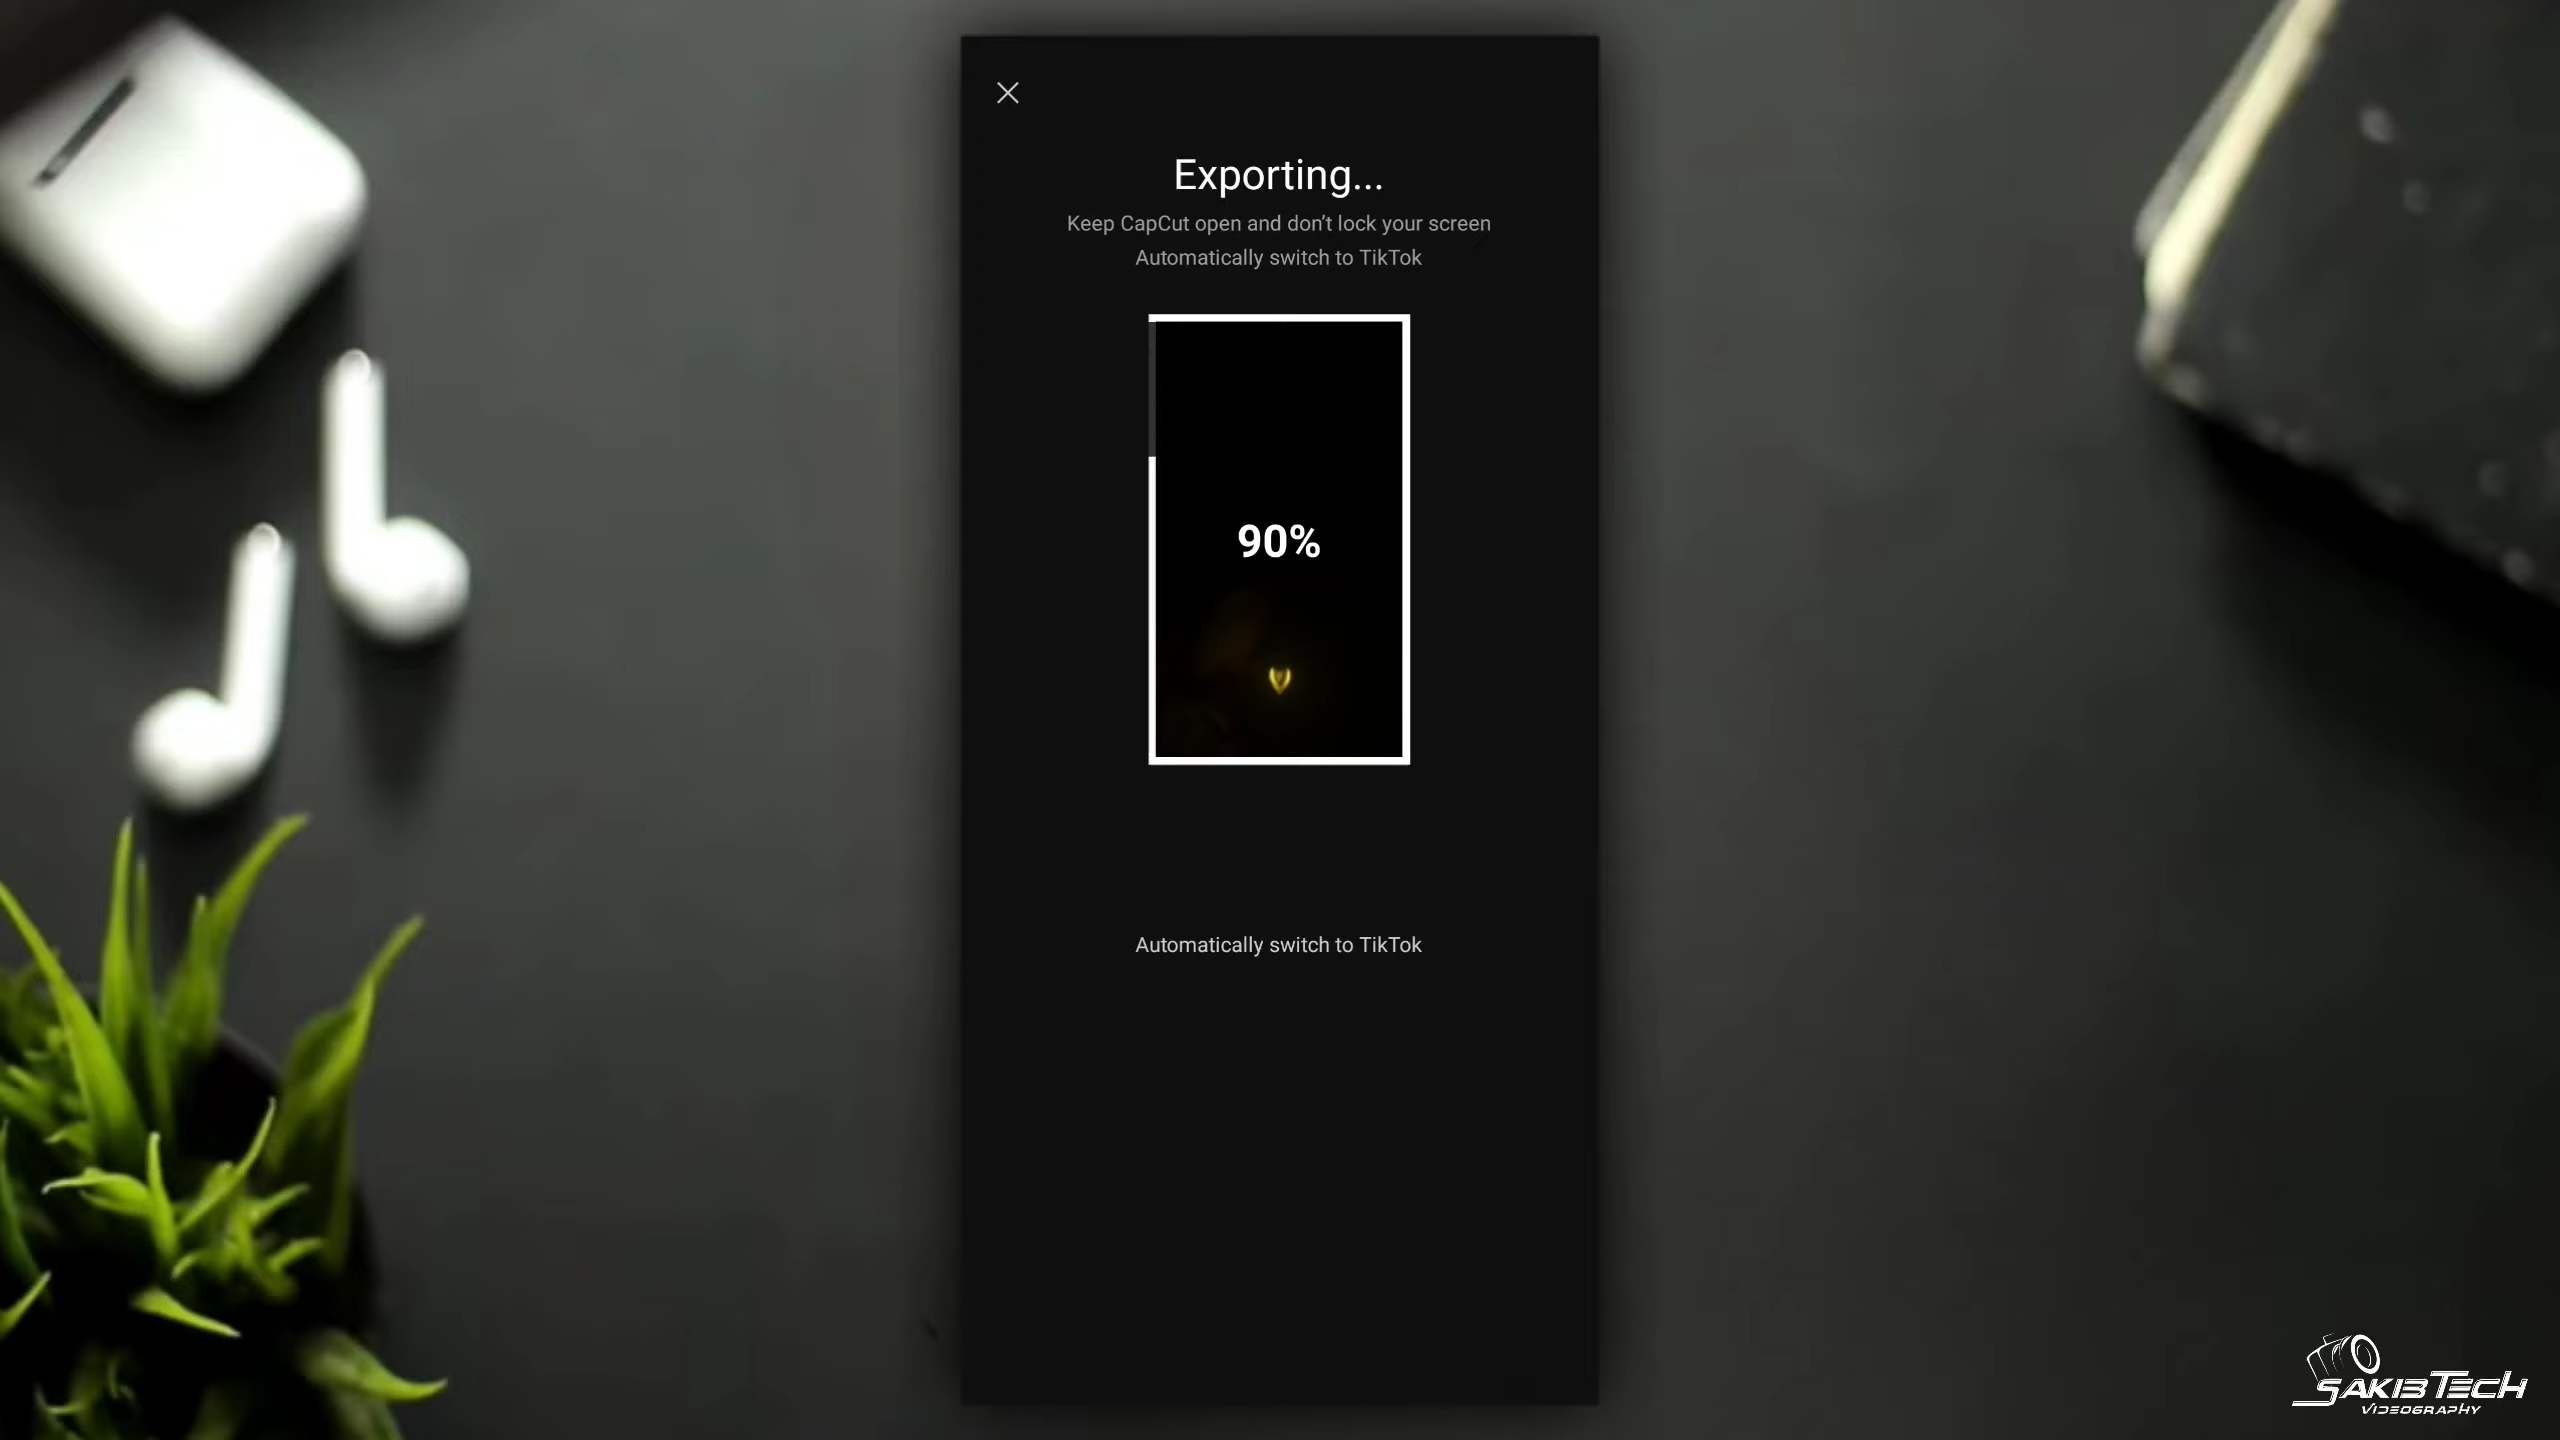 Exporting...
Keep CapCut open and don't lock your screen
Automatically switch to TikTok
90%
Automatically switch to TikTok
SAKIB TECH
VIDEOGRAPHY